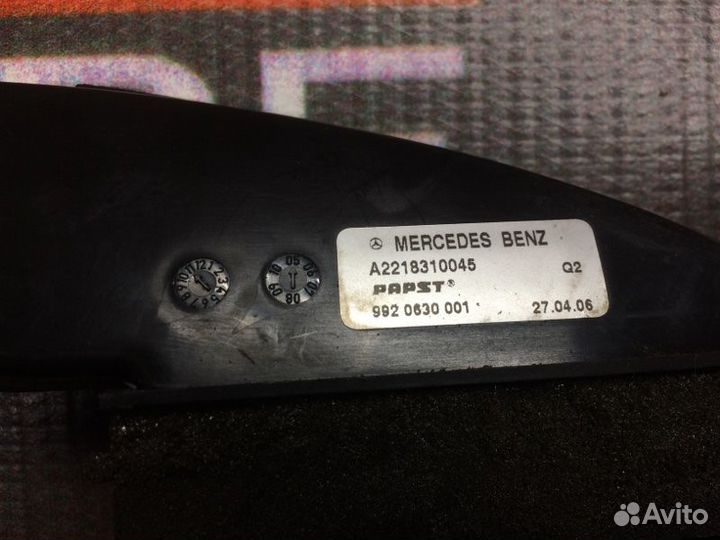 MERCEDES BENZ
A2218310045 Q2
PAPST®
992 0630 001 27.04.06
Avito